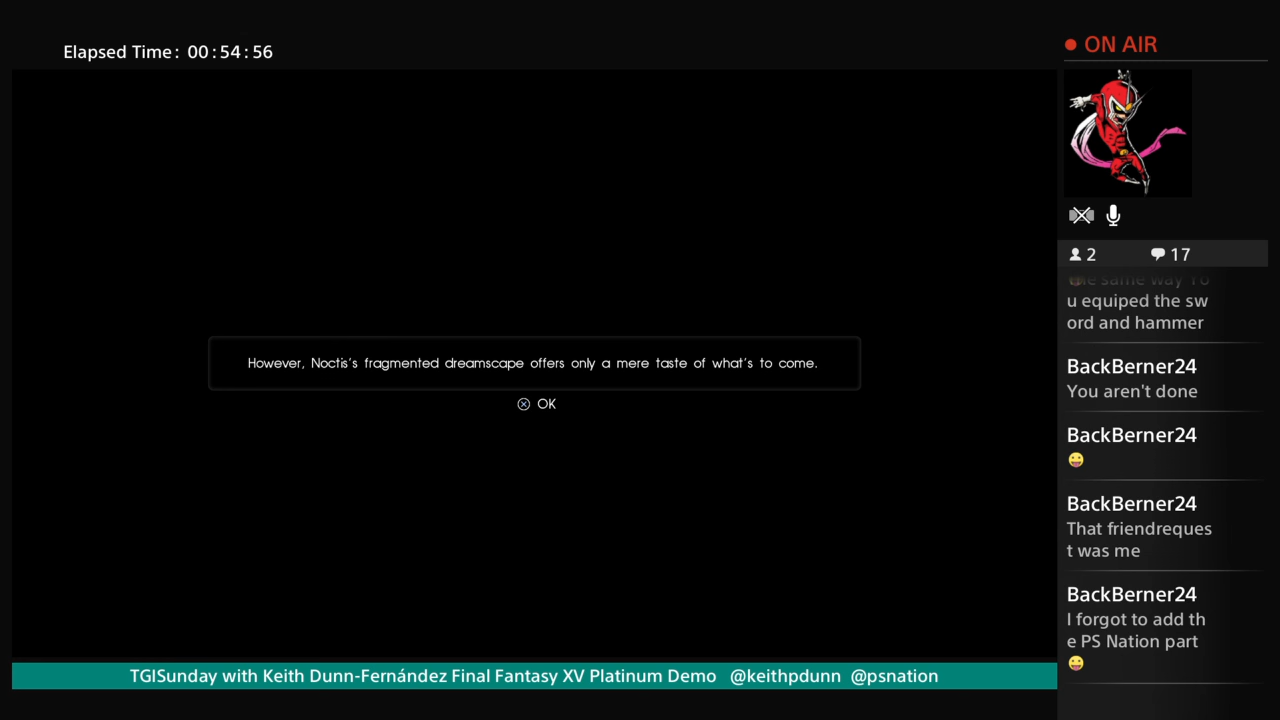 Elapsed Time: 00:54:56
ON AIR
2 17
u equiped the sw
ord and hammer
BackBerner24
You aren't done
BackBerner24
BackBerner24
That friendreques
t was me
BackBerner24
I forgot to add th
e PS Nation part
However, Noctis's fragmented dreamscape offers only a mere taste of what's to come.
OK
TGISunday with Keith Dunn-Fernández Final Fantasy XV Platinum Demo @keithpdunn @psnation